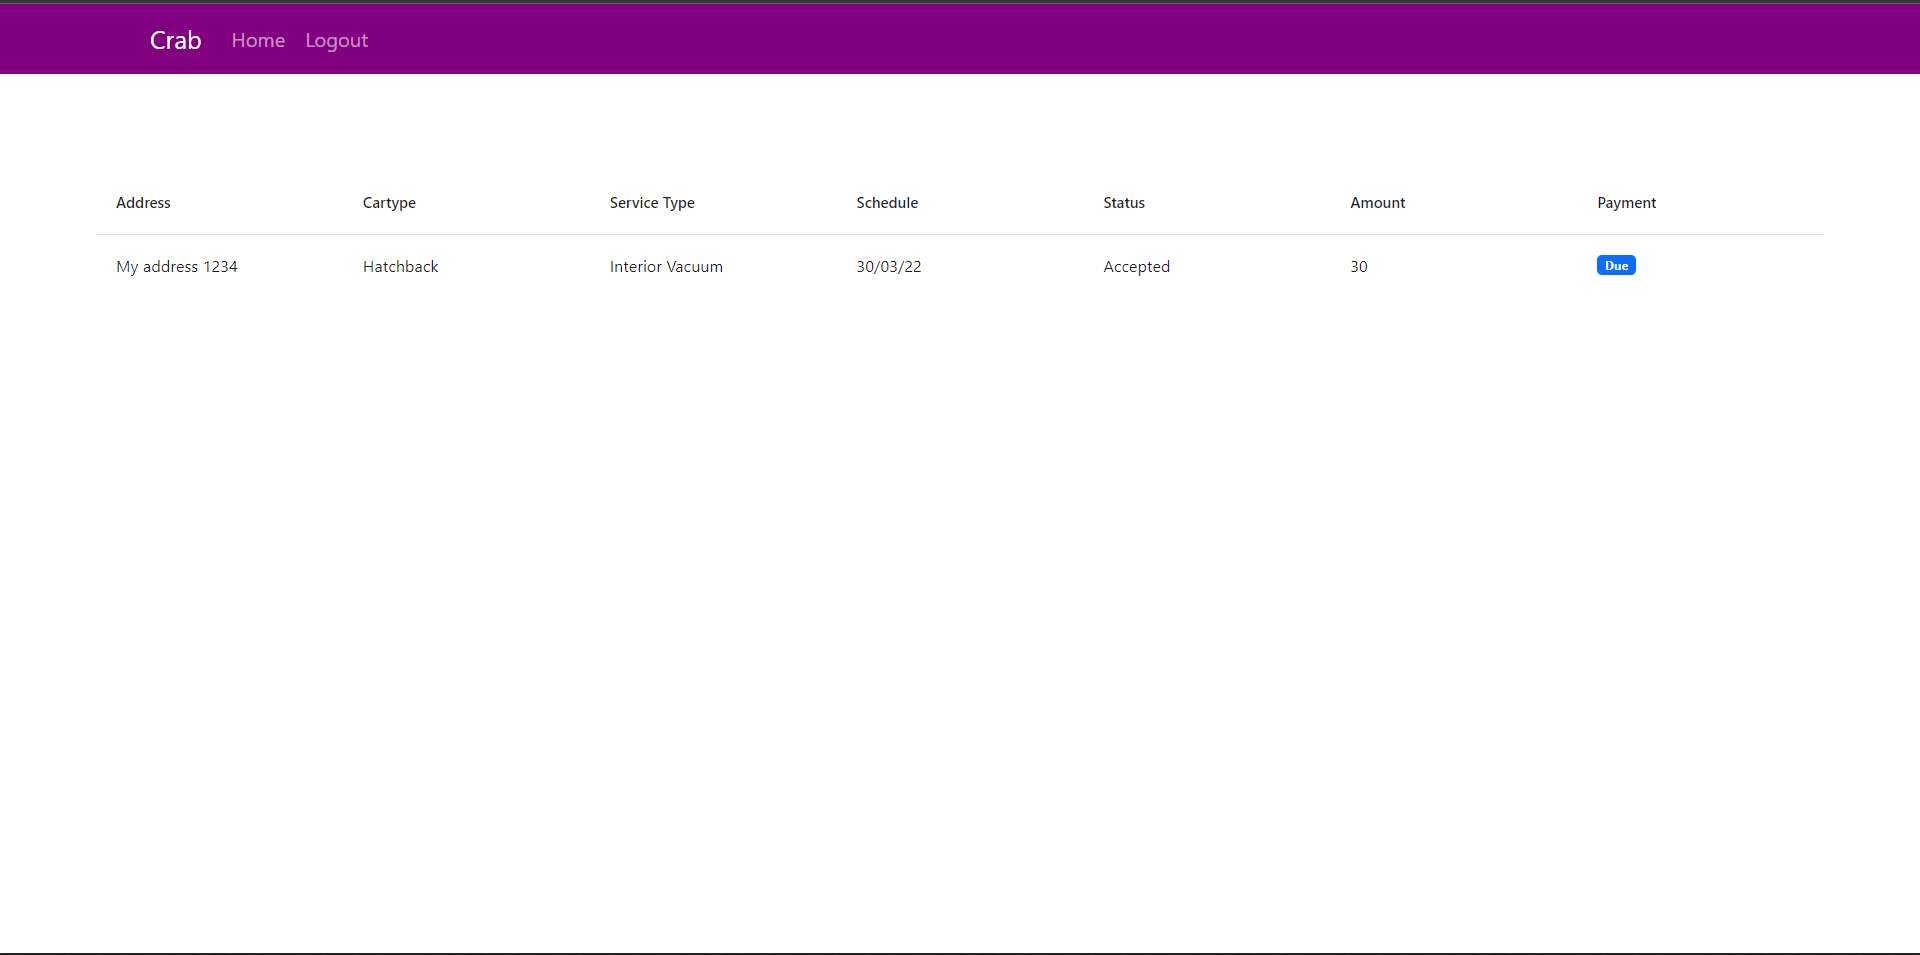 Crab Home Logout
Address Cartype Service Type Schedule Status Amount Payment
My address 1234 Hatchback Interior Vacuum 30/03/22 Accepted 30 Due